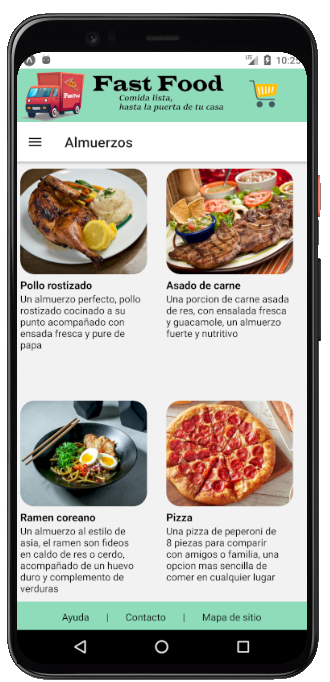 10:25
Fast Food
Comida lista,
hasta la puerta de tu casa
Almuerzos
Pollo rostizado
Un almuerzo perfecto, pollo
rostizado cocinado a su
punto acompañado con
ensada fresca y pure de
papa
Asado de carne
Una porcion de carne asada
de res, con ensalada fresca
y guacamole, un almuerzo
fuerte y nutritivo
Ramen coreano
Un almuerzo al estilo de
asia, el ramen son fideos
en caldo de res o cerdo,
acompañado de un huevo
duro y complemento de
verduras
Pizza
Una pizza de peperoni de
8 piezas para compartir
con amigos o familia, una
opcion mas sencilla de
comer en cualquier lugar
Ayuda | Contacto | Mapa de sitio